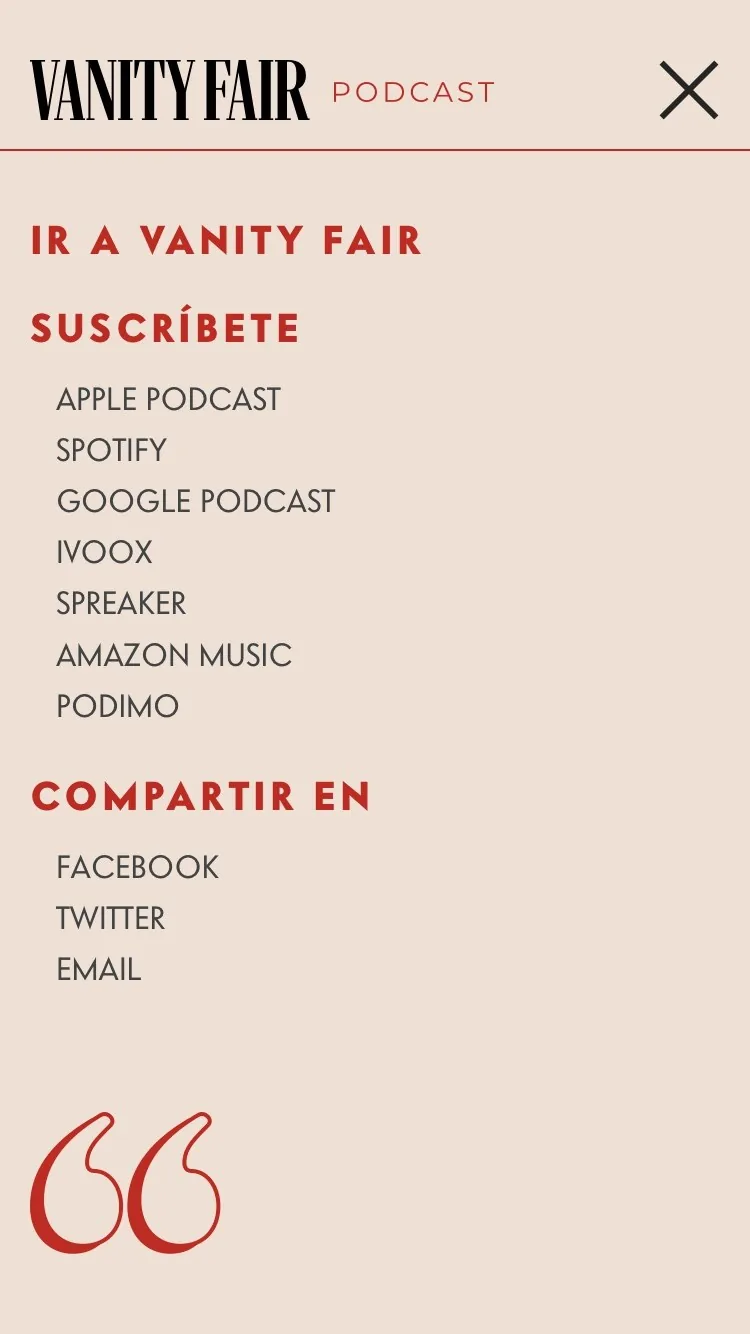 VANITY FAIR PODCAST
IR A VANITY FAIR
SUSCRÍBETE
APPLE PODCAST
SPOTIFY
GOOGLE PODCAST
IVOOX
SPREAKER
AMAZON MUSIC
PODIMO
COMPARTIR EN
FACEBOOK
TWITTER
EMAIL